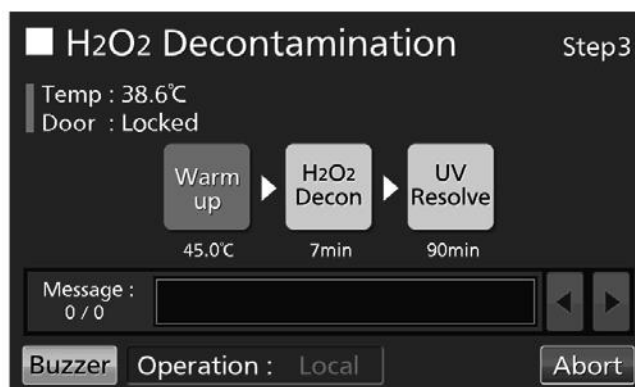 H2O2 Decontamination
Step3
Temp : 38.6℃
Door : Locked
Warm
up
H2O2
Decon
UV
Resolve
45.0℃
7min
90min
Message :
0 / 0
Buzzer
Operation :
Local
Abort